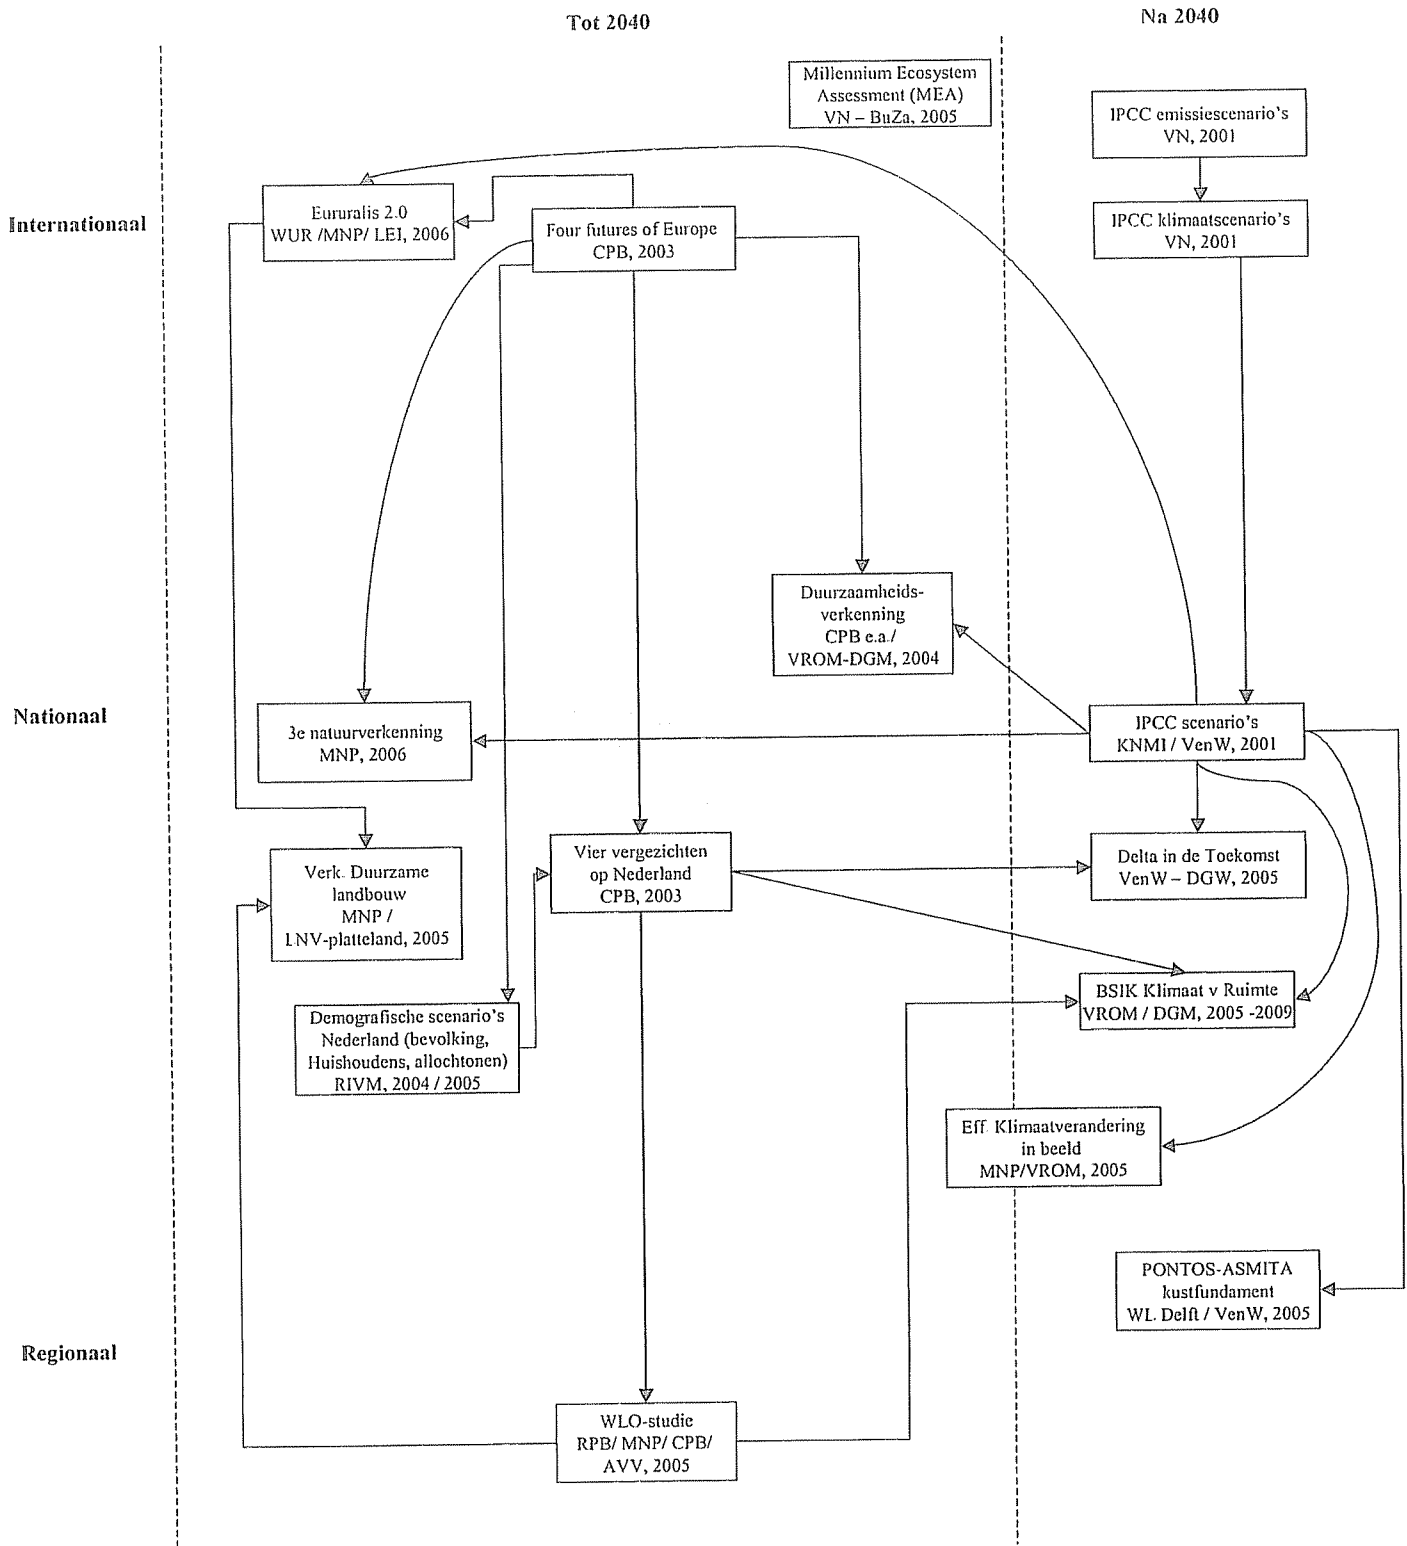 Tot 2040
Na 2040
Millennium Ecosystem
Assessment (MEA)
VN – BuZa, 2005
IPCC emissiescenario's
VN, 2001
Internationaal
Eururalis 2.0
WUR /MNP/ LEI, 2006
Four futures of Europe
CPB, 2003
IPCC klimaatscenario's
VN, 2001
Duurzaamheids-
verkenning
CPB e.a./
VROM-DGM, 2004
Nationaal
3e natuurverkenning
MNP, 2006
IPCC scenario's
KNMI / VenW, 2001
Verk. Duurzame
landbouw
MNP /
LNV-platteland, 2005
Vier vergezichten
op Nederland
CPB, 2003
Delta in de Toekomst
VenW – DGW, 2005
BSIK Klimaat v Ruimte
VROM / DGM, 2005 -2009
Demografische scenario's
Nederland (bevolking,
Huishoudens, allochtonen)
RIVM, 2004 / 2005
Eff. Klimaatverandering
in beeld
MNP/VROM, 2005
PONTOS-ASMITA
kustfundament
WL Delft / VenW, 2005
Regionaal
WLO-studie
RPB/ MNP/ CPB/
AVV, 2005